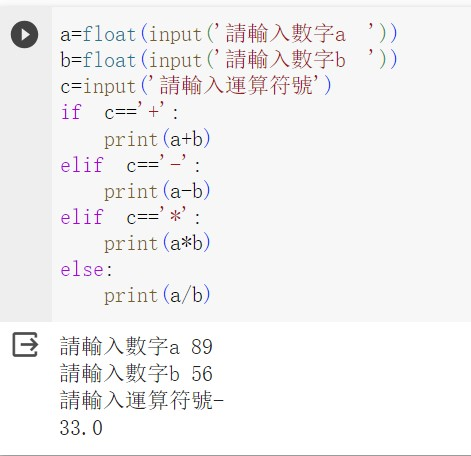 a=float(input('請輸入數字a  '))
b=float(input('請輸入數字b  '))
c=input('請輸入運算符號')
if  c=='+':
    print(a+b)
elif  c=='-':
    print(a-b)
elif  c=='*':
    print(a*b)
else:
    print(a/b)
請輸入數字a 89
請輸入數字b 56
請輸入運算符號-
33.0